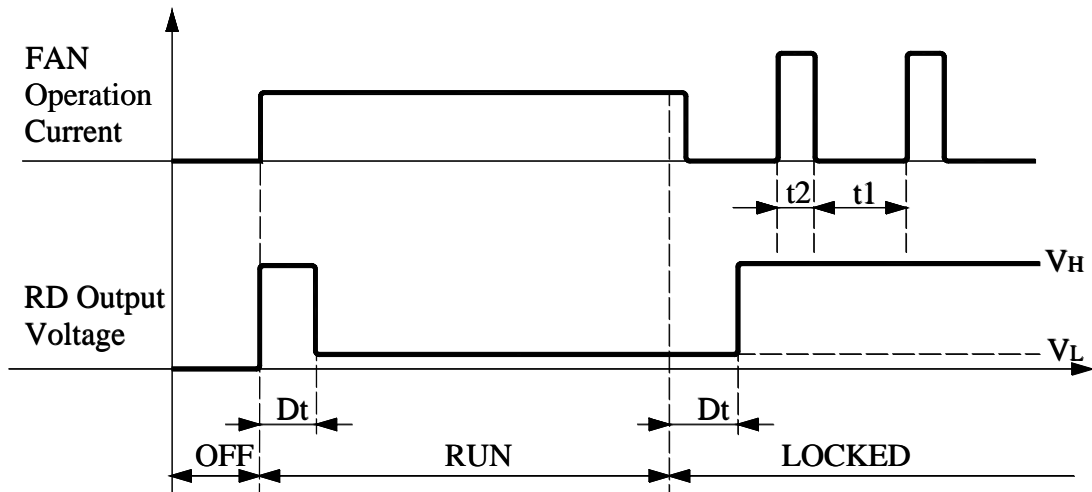 FAN
Operation
Current
t2
t1
VH
RD Output
Voltage
VL
Dt
Dt
OFF
RUN
LOCKED